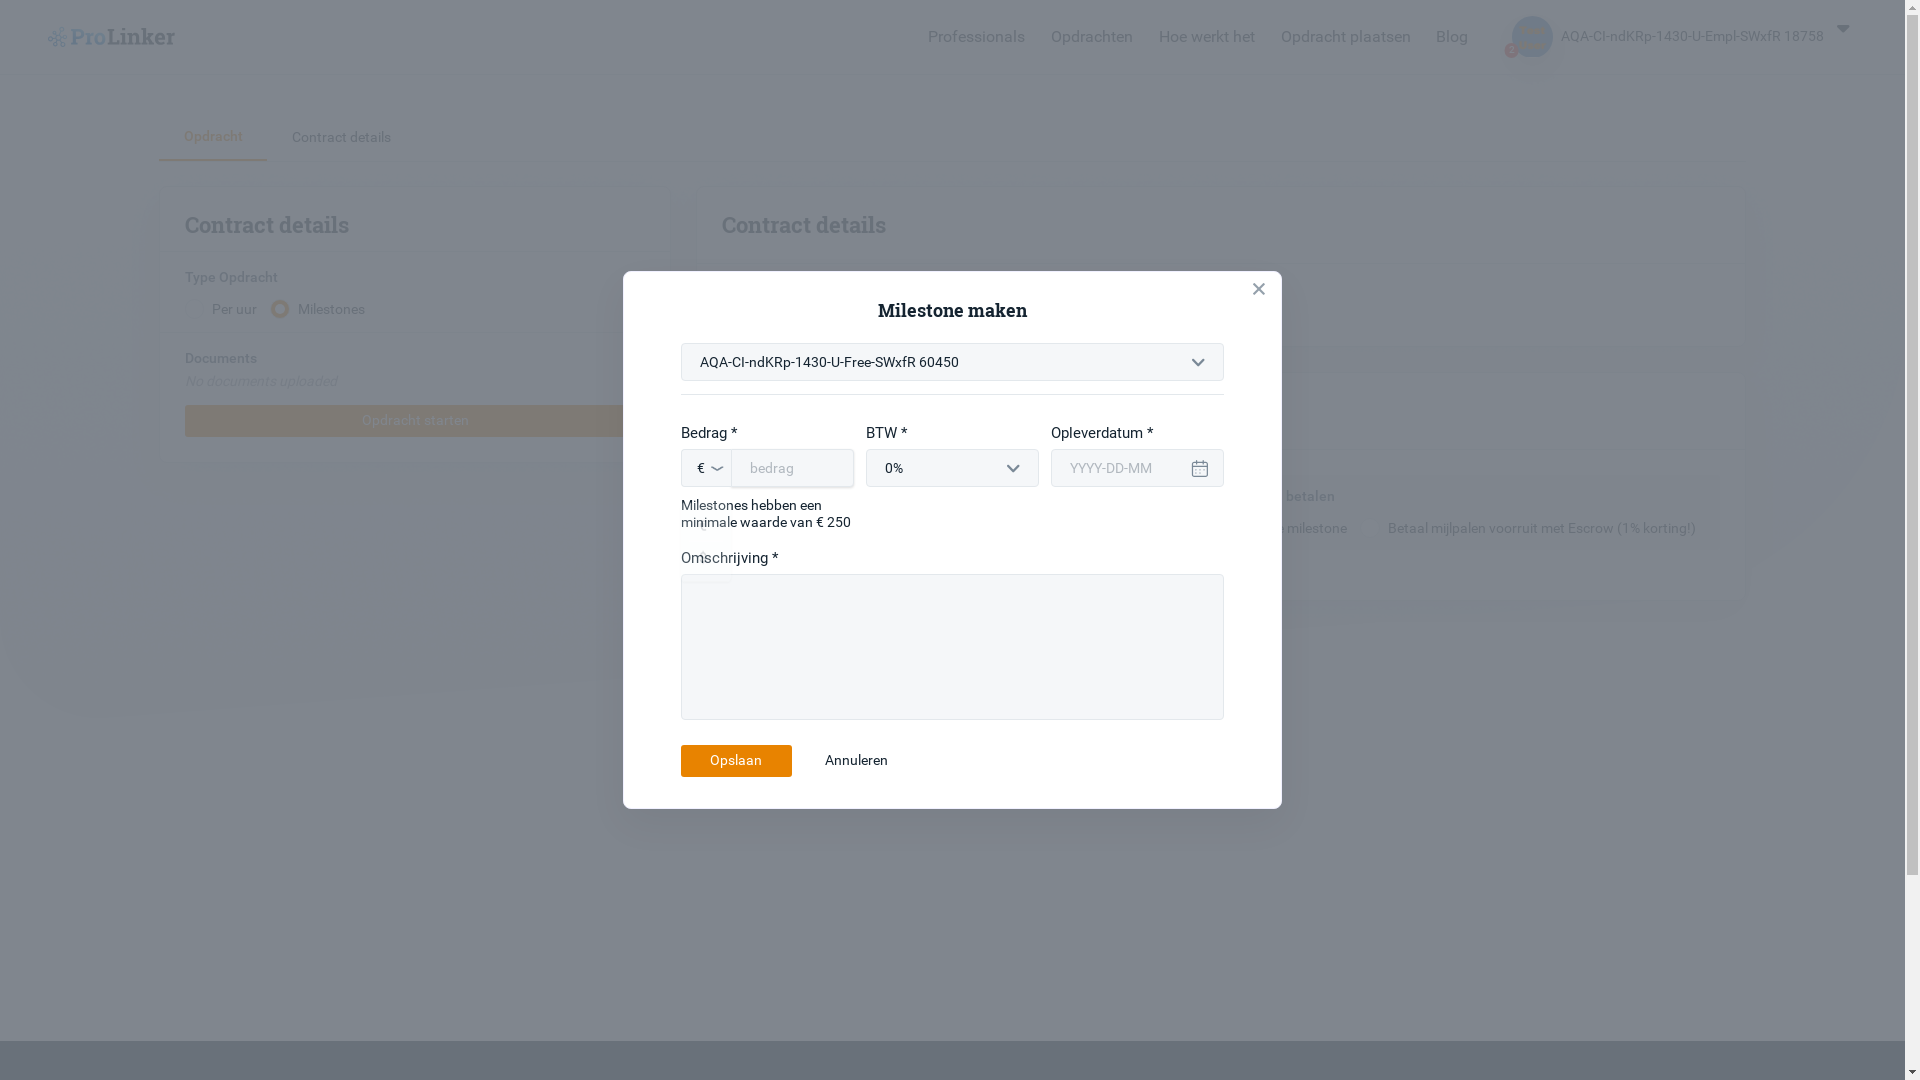 ProLinker
Professionals
Opdrachten
Hoe werkt het
Opdracht plaatsen
Blog
AQA-CI-ndKRp-1430-U-Empl-SWxfR 18758
Opdracht
Contract details
Contract details
Type Opdracht
Per uur
Milestones
Documents
No documents uploaded
Opdracht starten
Contract details
betalen
milestone
Betaal mijlpalen voorruit met Escrow (1% korting!)
Milestone maken
AQA-CI-ndKRp-1430-U-Free-SWxfR 60450
Bedrag *
BTW *
Opleverdatum *
€
bedrag
0%
YYYY-DD-MM
Milestones hebben een
minimale waarde van € 250
Omschrijving *
Opslaan
Annuleren